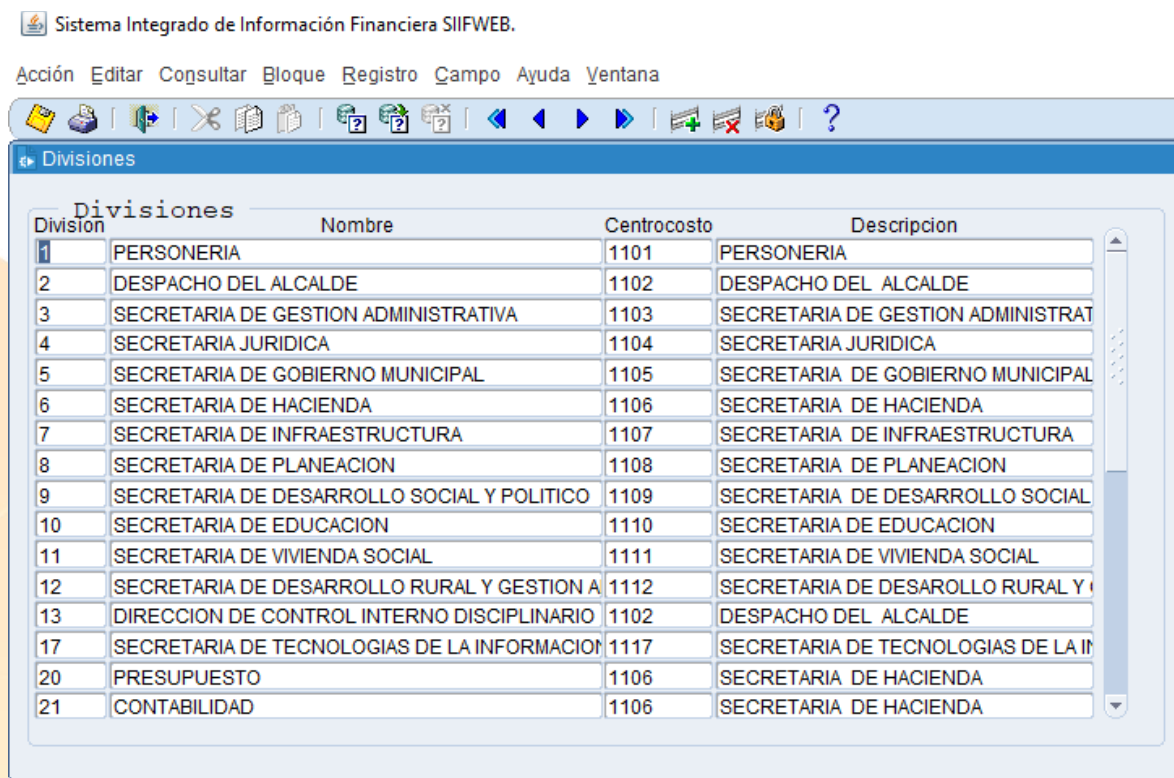 Sistema Integrado de Información Financiera SIIFWEB.
Acción Editar Consultar Bloque Registro Campo Ayuda Ventana
Divisiones
Divisiones
Division Nombre Centrocosto Descripcion
1 PERSONERIA 1101 PERSONERIA
2 DESPACHO DEL ALCALDE 1102 DESPACHO DEL ALCALDE
3 SECRETARIA DE GESTION ADMINISTRATIVA 1103 SECRETARIA DE GESTION ADMINISTRAT
4 SECRETARIA JURIDICA 1104 SECRETARIA JURIDICA
5 SECRETARIA DE GOBIERNO MUNICIPAL 1105 SECRETARIA DE GOBIERNO MUNICIPAL
6 SECRETARIA DE HACIENDA 1106 SECRETARIA DE HACIENDA
7 SECRETARIA DE INFRAESTRUCTURA 1107 SECRETARIA DE INFRAESTRUCTURA
8 SECRETARIA DE PLANEACION 1108 SECRETARIA DE PLANEACION
9 SECRETARIA DE DESARROLLO SOCIAL Y POLITICO 1109 SECRETARIA DE DESARROLLO SOCIAL
10 SECRETARIA DE EDUCACION 1110 SECRETARIA DE EDUCACION
11 SECRETARIA DE VIVIENDA SOCIAL 1111 SECRETARIA DE VIVIENDA SOCIAL
12 SECRETARIA DE DESARROLLO RURAL Y GESTION A 1112 SECRETARIA DE DESAROLLO RURAL Y
13 DIRECCION DE CONTROL INTERNO DISCIPLINARIO 1102 DESPACHO DEL ALCALDE
17 SECRETARIA DE TECNOLOGIAS DE LA INFORMACION 1117 SECRETARIA DE TECNOLOGIAS DE LA IN
20 PRESUPUESTO 1106 SECRETARIA DE HACIENDA
21 CONTABILIDAD 1106 SECRETARIA DE HACIENDA